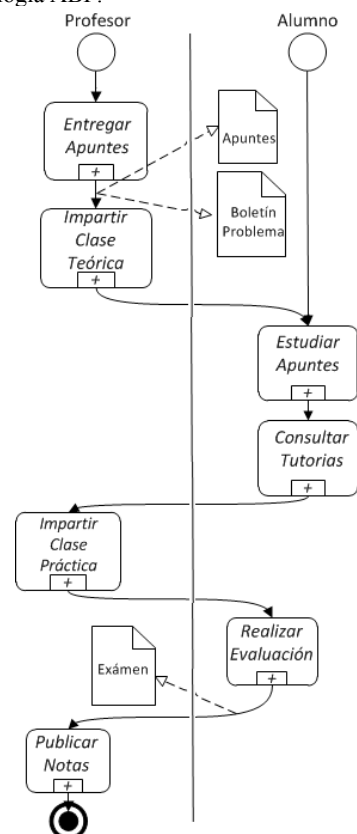 ología ABP.
Profesor
Alumno
Entregar
Apuntes
+
Apuntes
Boletín
Problema
Impartir
Clase
Teórica
+
Estudiar
Apuntes
+
Consultar
Tutorias
+
Impartir
Clase
Práctica
+
Realizar
Evaluación
+
Exámen
Publicar
Notas
+